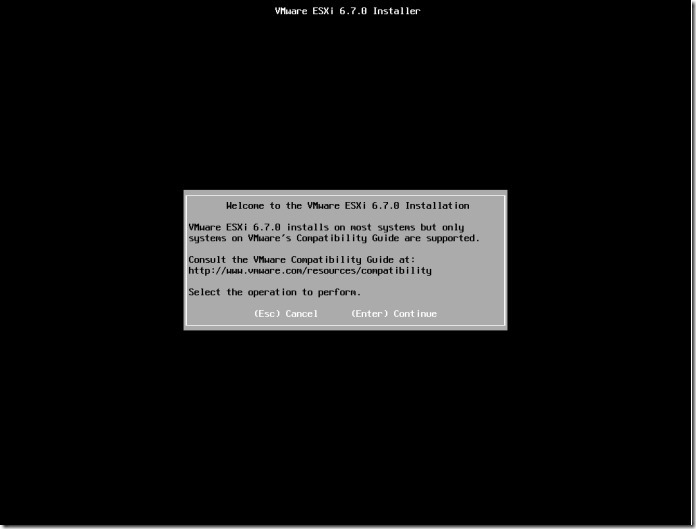 VMware ESXi 6.7.0 Installer
Welcome to the VMware ESXi 6.7.0 Installation
VMware ESXi 6.7.0 installs on most systems but only
systems on VMware's Compatibility Guide are supported.
Consult the VMware Compatibility Guide at:
http://www.vmware.com/resources/compatibility
Select the operation to perform.
(Esc) Cancel (Enter) Continue